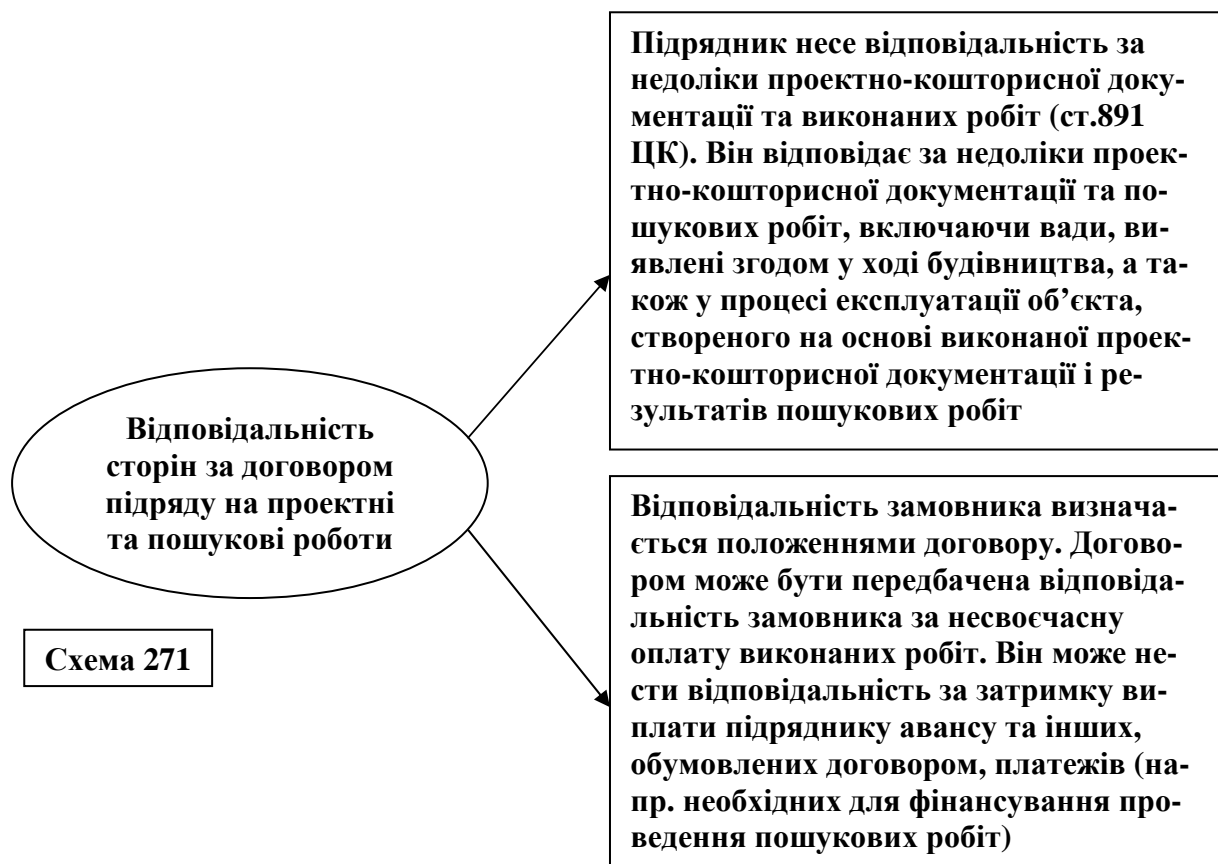 Підрядник несе відповідальність за
недоліки проектно-кошторисної доку-
ментації та виконаних робіт (ст.891
ЦК). Він відповідає за недоліки проек-
тно-кошторисної документації та по-
шукових робіт, включаючи вади, ви-
явлені згодом у ході будівництва, а та-
кож у процесі експлуатації об’єкта,
створеного на основі виконаної проек-
тно-кошторисної документації і ре-
зультатів пошукових робіт
Відповідальність
сторін за договором
підряду на проектні
та пошукові роботи
Відповідальність замовника визнача-
ється положеннями договору. Догово-
ром може бути передбачена відповіда-
льність замовника за несвоєчасну
оплату виконаних робіт. Він може не-
сти відповідальність за затримку ви-
плати підряднику авансу та інших,
обумовлених договором, платежів (на-
пр. необхідних для фінансування про-
ведення пошукових робіт)
Схема 271